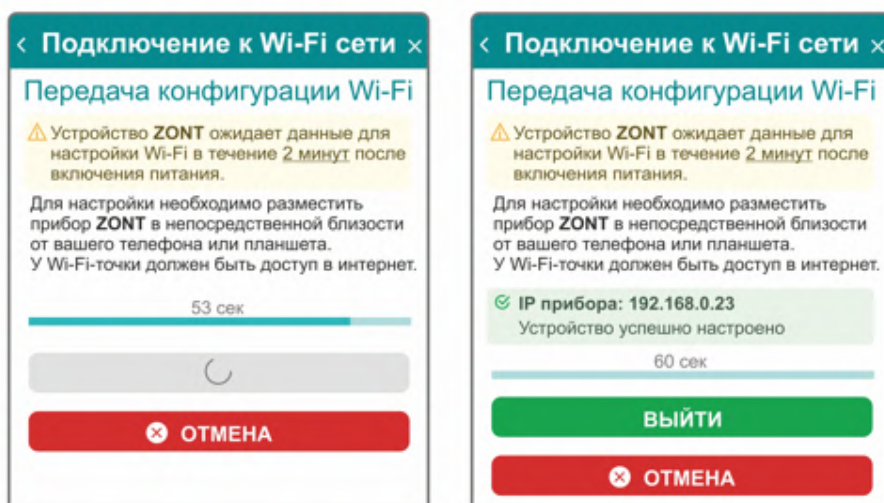 ‹ Подключение к Wi-Fi сети ×
Передача конфигурации Wi-Fi
Устройство ZONT ожидает данные для
настройки Wi-Fi в течение 2 минут после
включения питания.
Для настройки необходимо разместить
прибор ZONT в непосредственной близости
от вашего телефона или планшета.
У Wi-Fi-точки должен быть доступ в интернет.
53 сек
ОТМЕНА
‹ Подключение к Wi-Fi сети ×
Передача конфигурации Wi-Fi
Устройство ZONT ожидает данные для
настройки Wi-Fi в течение 2 минут после
включения питания.
Для настройки необходимо разместить
прибор ZONT в непосредственной близости
от вашего телефона или планшета.
У Wi-Fi-точки должен быть доступ в интернет.
IP прибора: 192.168.0.23
Устройство успешно настроено
60 сек
ВЫЙТИ
ОТМЕНА